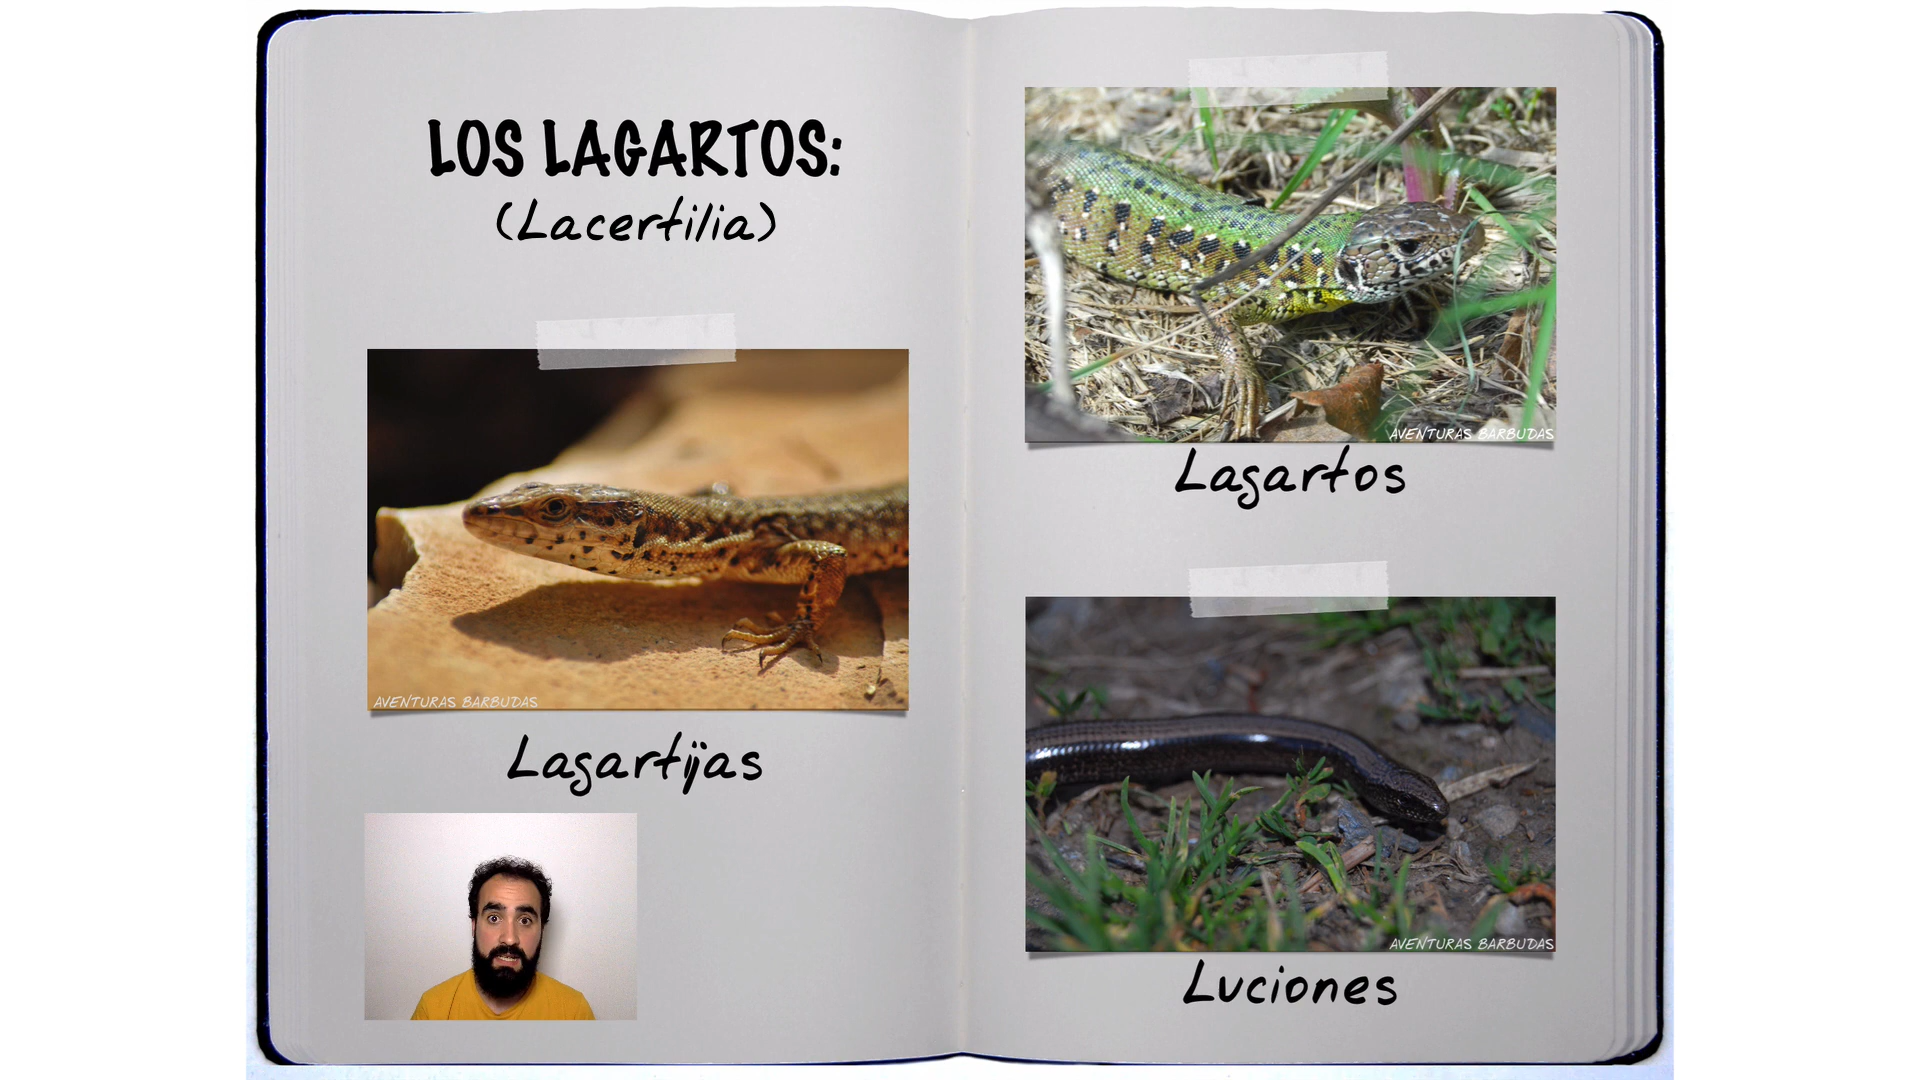 LOS LAGARTOS:
(Lacertilia)
AVENTURAS BARBUDAS
Lagartijas
AVENTURAS BARBUDAS
Lagartos
AVENTURAS BARBUDAS
Luciones